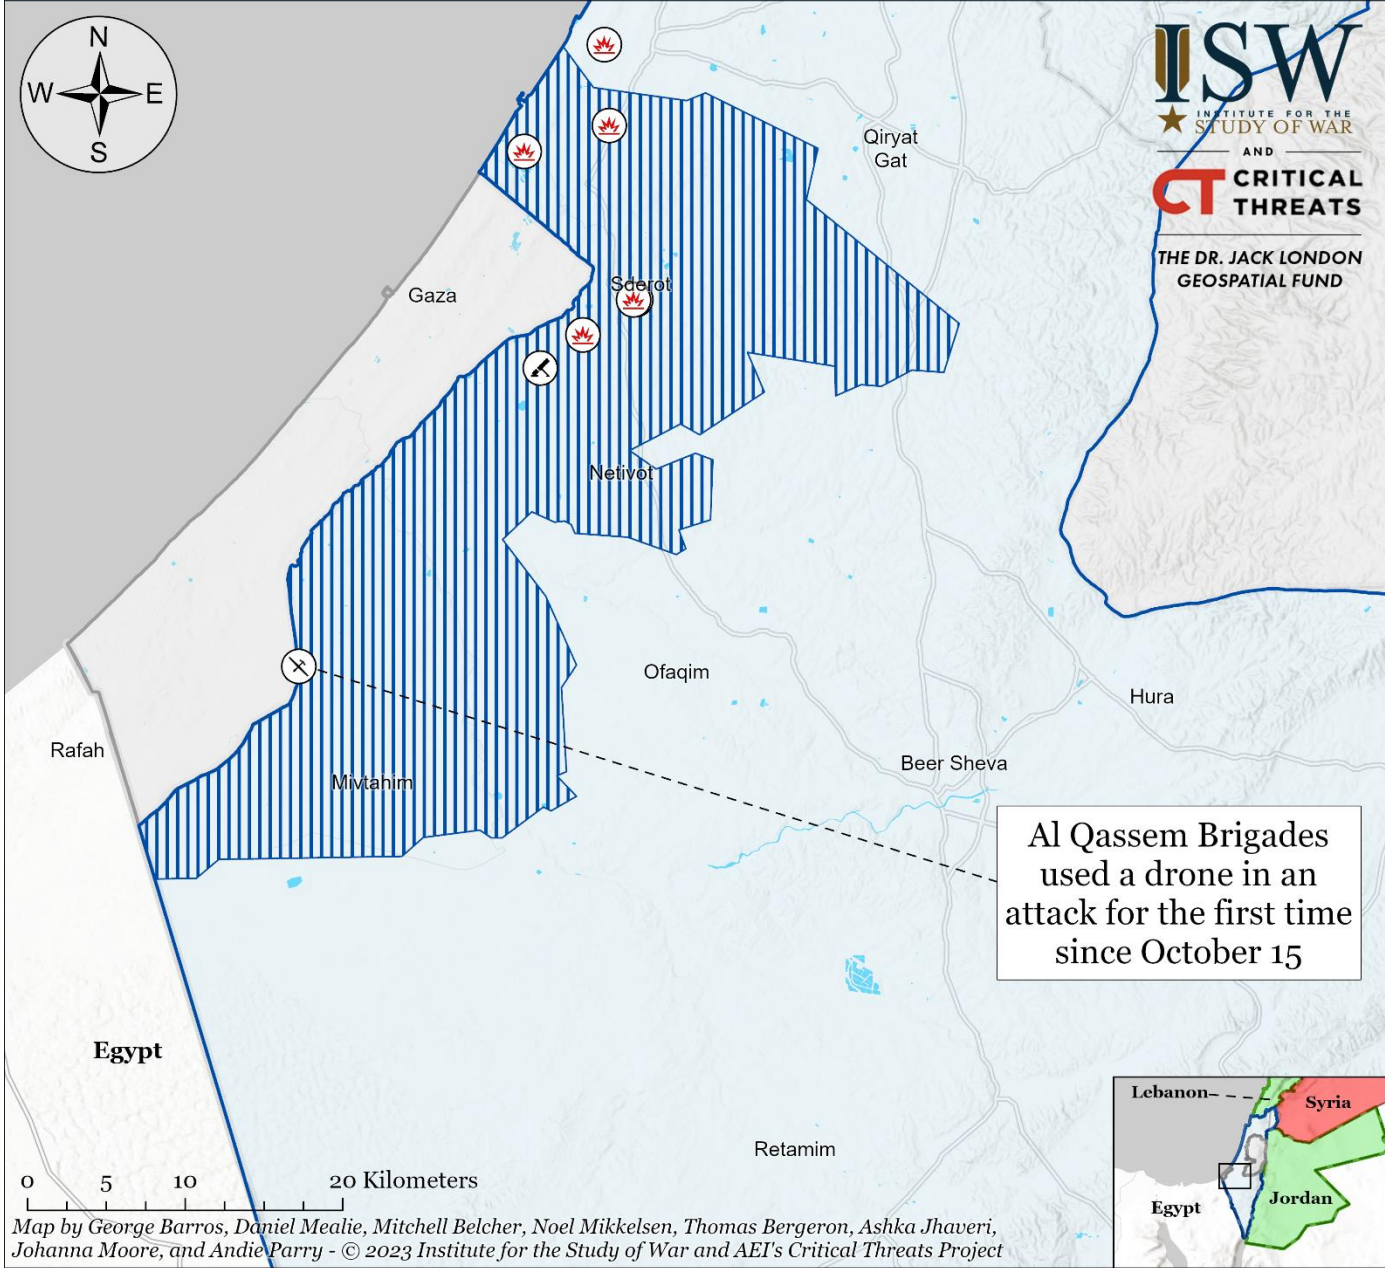 N
W
E
S
ISW
INSTITUTE FOR THE
STUDY OF WAR
AND
CT CRITICAL
THREATS
THE DR. JACK LONDON
GEOSPATIAL FUND
Qiryat
Gat
Gaza
Sderot
Netivot
Ofaqim
Hura
Rafah
Beer Sheva
Mivtahim
Al Qassem Brigades
used a drone in an
attack for the first time
since October 15
Egypt
Retamim
Lebanon
Syria
Egypt
Jordan
0 5 10 20 Kilometers
Map by George Barros, Daniel Mealie, Mitchell Belcher, Noel Mikkelsen, Thomas Bergeron, Ashka Jhaveri,
Johanna Moore, and Andie Parry - © 2023 Institute for the Study of War and AEI's Critical Threats Project